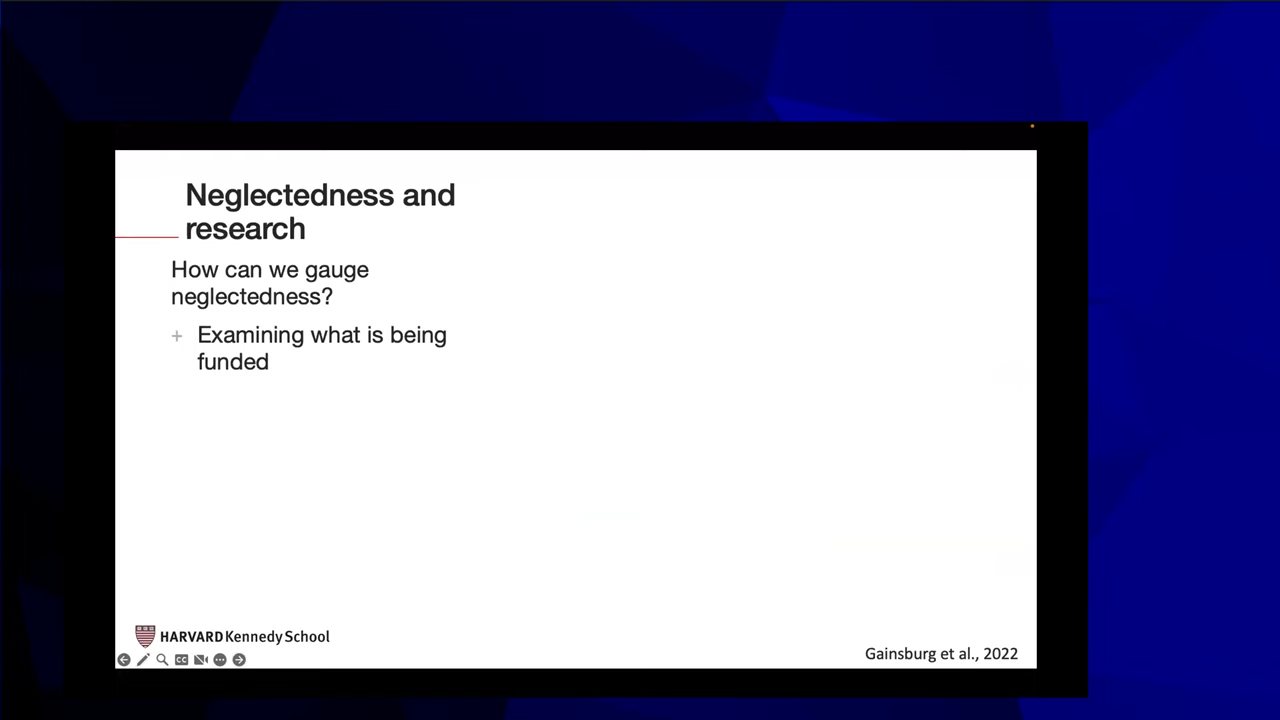 Neglectedness and
research
How can we gauge
neglectedness?
+ Examining what is being
funded
HARVARD Kennedy School
CC
Gainsburg et al., 2022